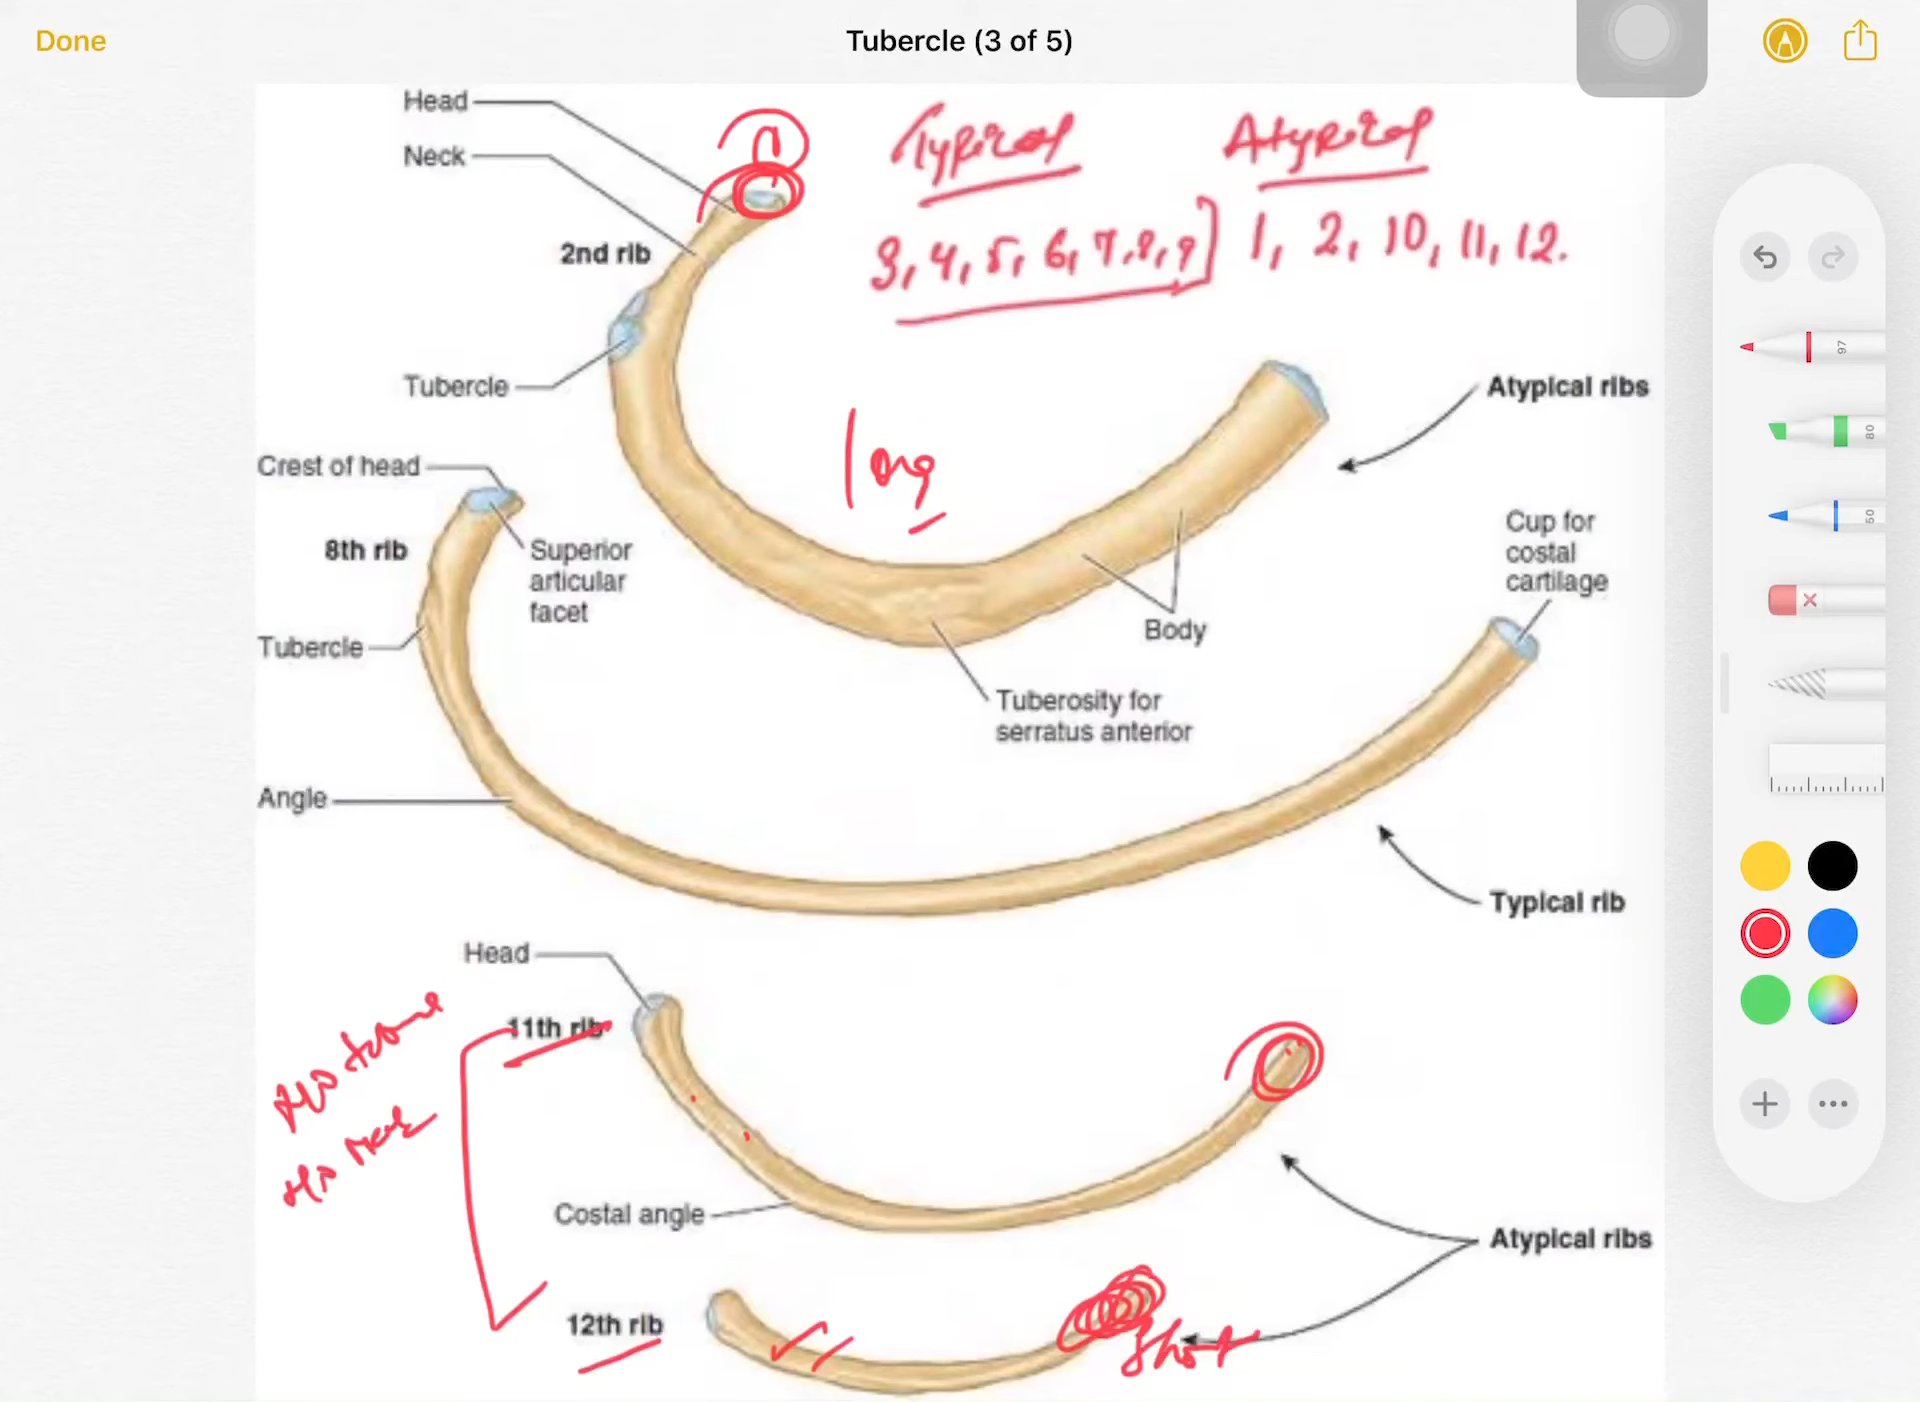 Done
Tubercle (3 of 5)
Head
Neck
Typical
Atypical
3, 4, 5, 6, 7, 8, 9] 1, 2, 10, 11, 12.
2nd rib
Tubercle
Atypical ribs
long
Crest of head
8th rib
Superior
articular
facet
Cup for
costal
cartilage
Tubercle
Body
Tuberosity for
serratus anterior
Angle
Typical rib
Head
11th rib
Costal angle
Atypical ribs
12th rib
Short
97
80
50